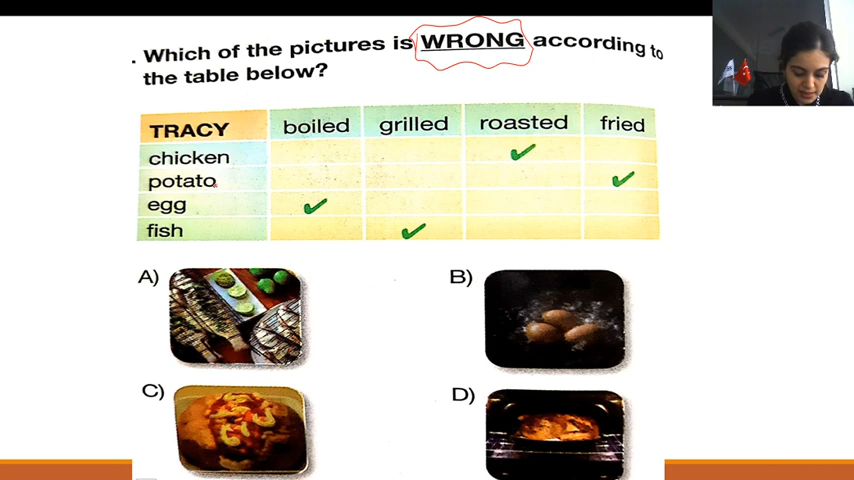 . Which of the pictures is WRONG according to
the table below?
TRACY boiled grilled roasted fried
chicken
potato
egg
fish
A)
B)
C)
D)